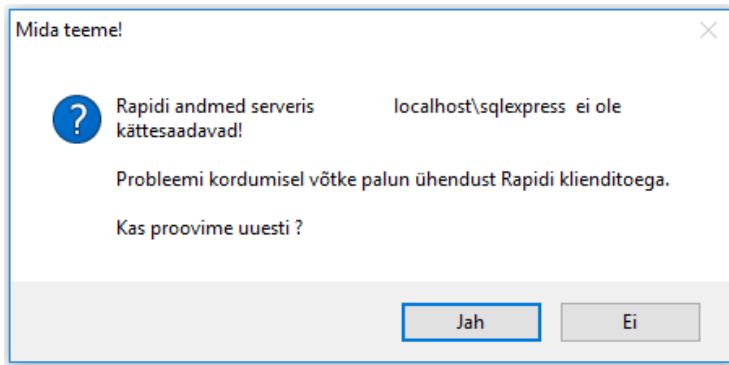 Mida teeme!
Rapidi andmed serveris localhost\sqlexpress ei ole
kättesaadavad!
Probleemi kordumisel võtke palun ühendust Rapidi klienditoega.
Kas proovime uuesti ?
Jah Ei